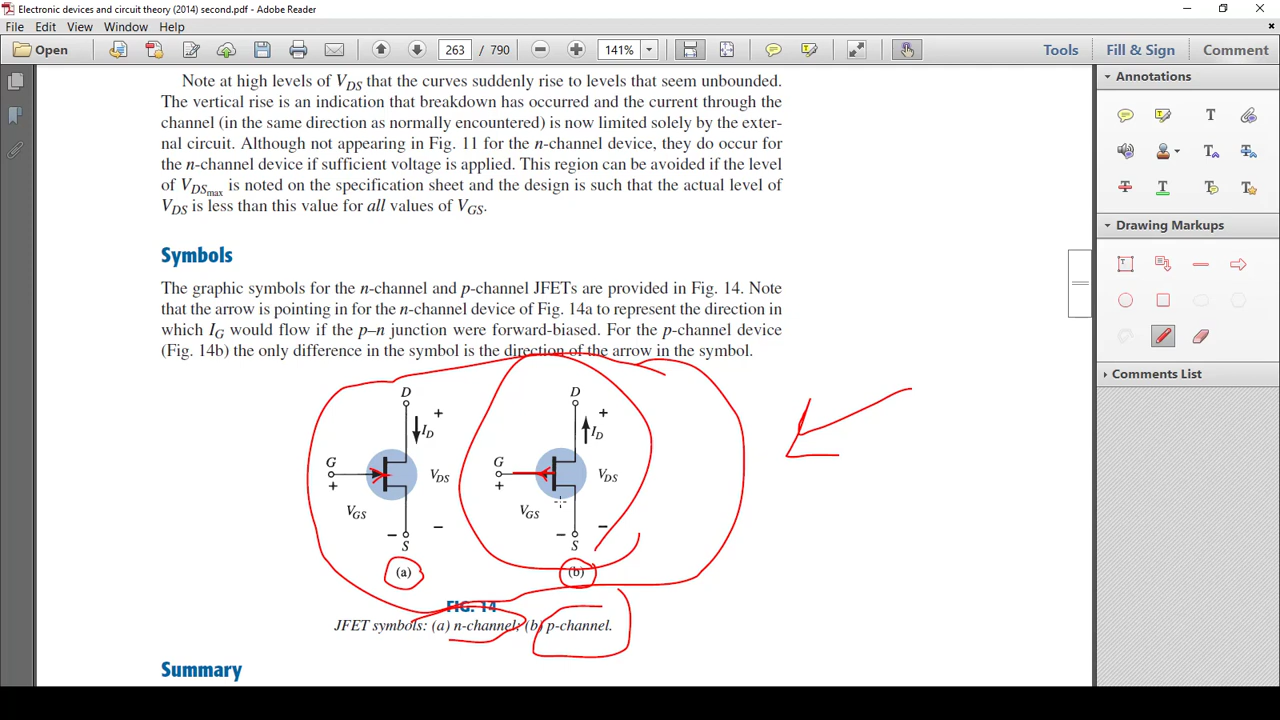 Electronic devices and circuit theory (2014) second.pdf - Adobe Reader
File Edit View Window Help
Open 263 / 790 141% Tools Fill & Sign Comment
Note at high levels of VDS that the curves suddenly rise to levels that seem unbounded.
The vertical rise is an indication that breakdown has occurred and the current through the
channel (in the same direction as normally encountered) is now limited solely by the exter-
nal circuit. Although not appearing in Fig. 11 for the n-channel device, they do occur for
the n-channel device if sufficient voltage is applied. This region can be avoided if the level
of VDSmax is noted on the specification sheet and the design is such that the actual level of
VDS is less than this value for all values of VGS.
Symbols
The graphic symbols for the n-channel and p-channel JFETs are provided in Fig. 14. Note
that the arrow is pointing in for the n-channel device of Fig. 14a to represent the direction in
which IG would flow if the p–n junction were forward-biased. For the p-channel device
(Fig. 14b) the only difference in the symbol is the direction of the arrow in the symbol.
D D
+ +
ID ID
G VDS G VDS
+ +
VGS VGS
– – – –
S S
(a) (b)
FIG. 14
JFET symbols: (a) n-channel; (b) p-channel.
Summary
Annotations
T T T
T T T T
Drawing Markups
T
Comments List